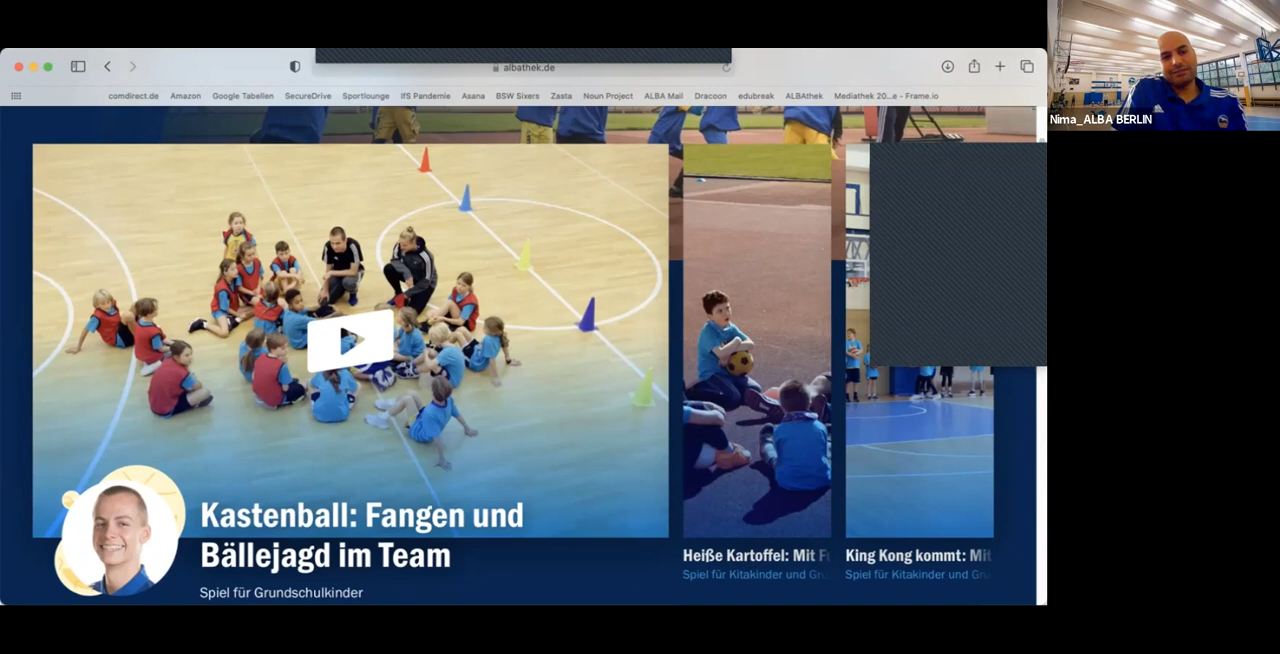 albathek.de
comdirect.de Amazon Google Tabellen SecureDrive Sportlounge IfS Pandemie Asana BSW Sixers Zasta Noun Project ALBA Mail Dracoon edubreak ALBAthek Mediathek 20...e - Frame.io
Nima_ALBA BERLIN
Kastenball: Fangen und
Bällejagd im Team
Spiel für Grundschulkinder
Heiße Kartoffel: Mit Fu
Spiel für Kitakinder und Gru
King Kong kommt: Mit
Spiel für Kitakinder und Gru